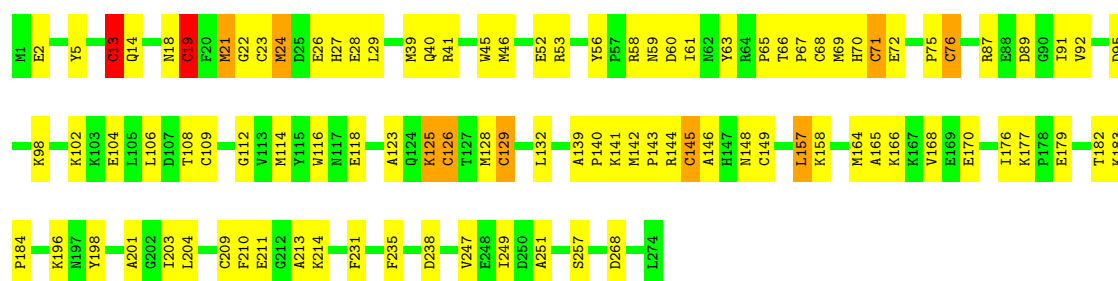 M1 E2 Y5 C13 Q14 N18 C19 F20 M21 G22 C23 M24 D25 E26 H27 E28 L29 M39 Q40 R41 W45 M46 E52 R53 Y56 P57 R58 N59 D60 I61 N62 Y63 R64 P65 T66 P67 C68 M69 H70 C71 E72 P75 C76 R87 E88 D89 G90 I91 V92
K98 K102 K103 E104 L105 L106 D107 T108 C109 G112 V113 M114 Y115 W116 N117 E118 A123 Q124 K125 C126 T127 M128 C129 L132 A139 P140 K141 M142 P143 R144 C145 A146 H147 N148 C149 L157 K158 M164 A165 K166 K167 V168 E169 E170 I176 K177 P178 E179 T182
P184 K196 N197 Y198 A201 G202 I203 L204 C209 F210 E211 G212 A213 K214 F231 F235 D238 V247 E248 I249 D250 A251 S257 D268 L274